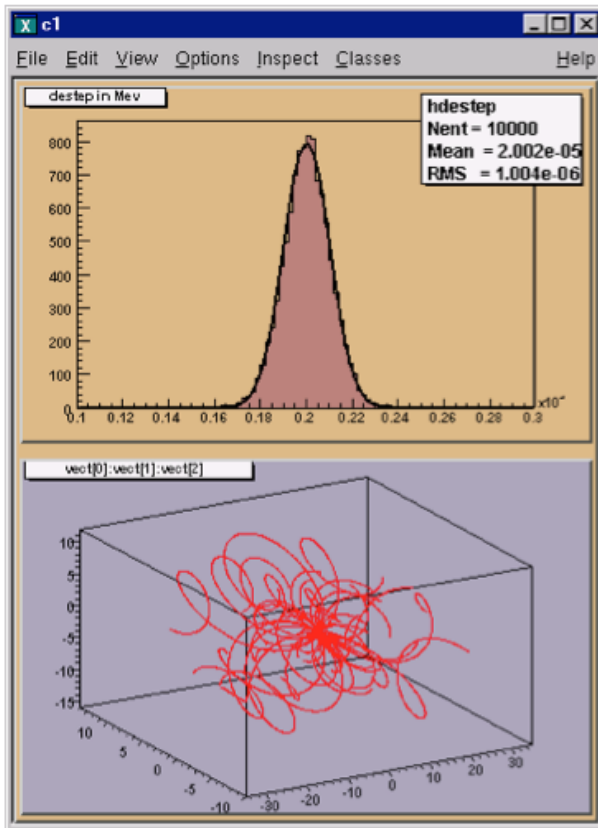 X c1
File Edit View Options Inspect Classes Help
destep in Mev
hdestep
Nent = 10000
Mean = 2.002e-05
RMS = 1.004e-06
800
700
600
500
400
300
200
100
0
0.1 0.12 0.14 0.16 0.18 0.2 0.22 0.24 0.26 0.28 0.3
vect[0]:vect[1]:vect[2]
10
5
0
-5
-10
-15
10 5 0 -5 -10
-30 -20 -10 0 10 20 30